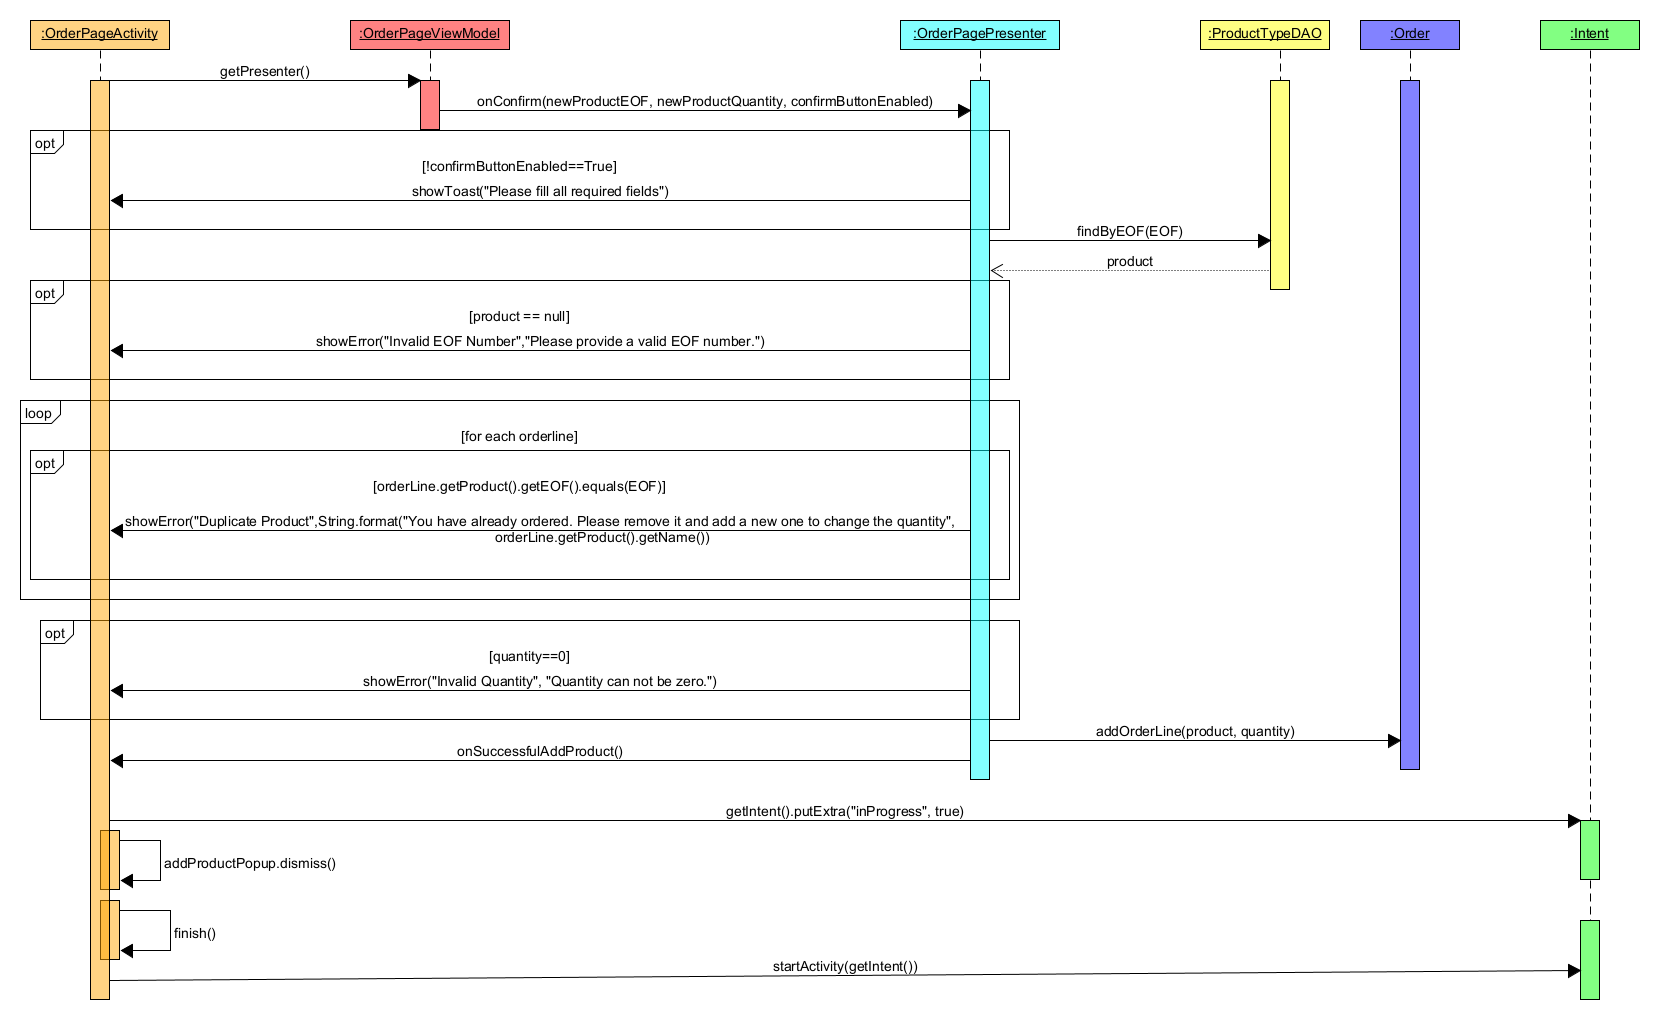 :OrderPageActivity
:OrderPageViewModel
:OrderPagePresenter
:ProductTypeDAO
:Order
:Intent
getPresenter()
onConfirm(newProductEOF, newProductQuantity, confirmButtonEnabled)
opt
[!confirmButtonEnabled==True]
showToast("Please fill all required fields")
findByEOF(EOF)
product
opt
[product == null]
showError("Invalid EOF Number","Please provide a valid EOF number.")
loop
[for each orderline]
opt
[orderLine.getProduct().getEOF().equals(EOF)]
showError("Duplicate Product",String.format("You have already ordered. Please remove it and add a new one to change the quantity",
orderLine.getProduct().getName())
opt
[quantity==0]
showError("Invalid Quantity", "Quantity can not be zero.")
addOrderLine(product, quantity)
onSuccessfulAddProduct()
getIntent().putExtra("inProgress", true)
addProductPopup.dismiss()
finish()
startActivity(getIntent())